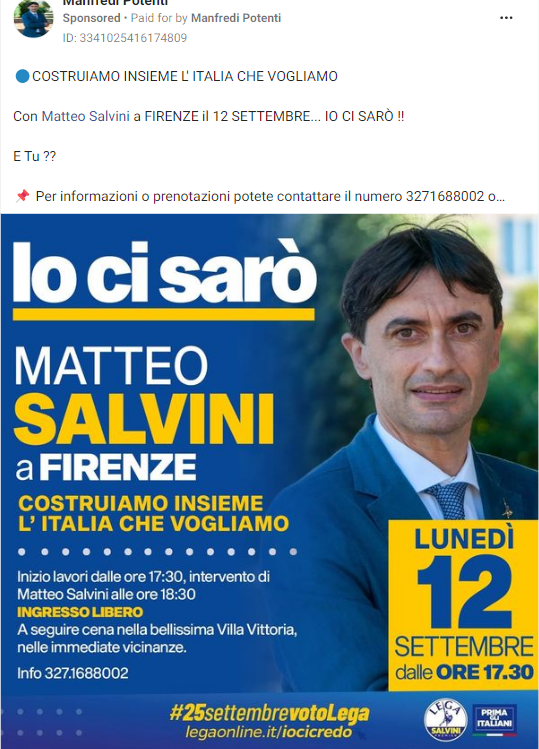 Manfredi Potenti
Sponsored • Paid for by Manfredi Potenti
ID: 3341025416174809
COSTRUIAMO INSIEME L' ITALIA CHE VOGLIAMO
Con Matteo Salvini a FIRENZE il 12 SETTEMBRE... IO CI SARÒ !!
E Tu ??
Per informazioni o prenotazioni potete contattare il numero 3271688002 o...
Io ci sarò
MATTEO
SALVINI
a FIRENZE
COSTRUIAMO INSIEME
L' ITALIA CHE VOGLIAMO
Inizio lavori dalle ore 17:30, intervento di
Matteo Salvini alle ore 18:30
INGRESSO LIBERO
A seguire cena nella bellissima Villa Vittoria,
nelle immediate vicinanze.
Info 327.1688002
LUNEDÌ
12
SETTEMBRE
dalle ORE 17.30
#25settembrevotoLega
legaonline.it/iocicredo
LEGA
SALVINI
PREMIER
PRIMA
GLI
ITALIANI